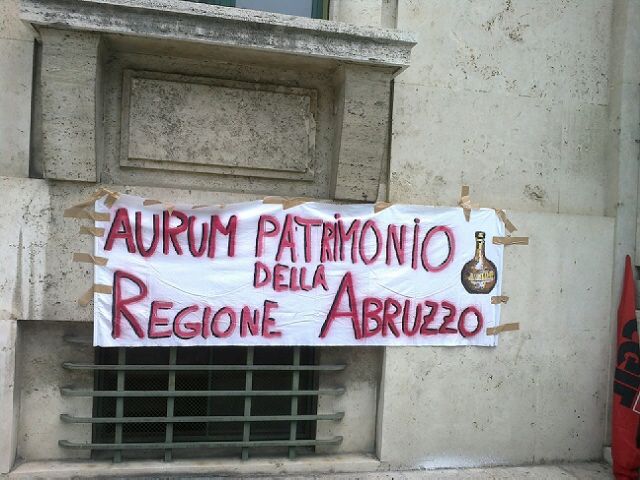 AURUM PATRIMONIO
DELLA
REGIONE ABRUZZO